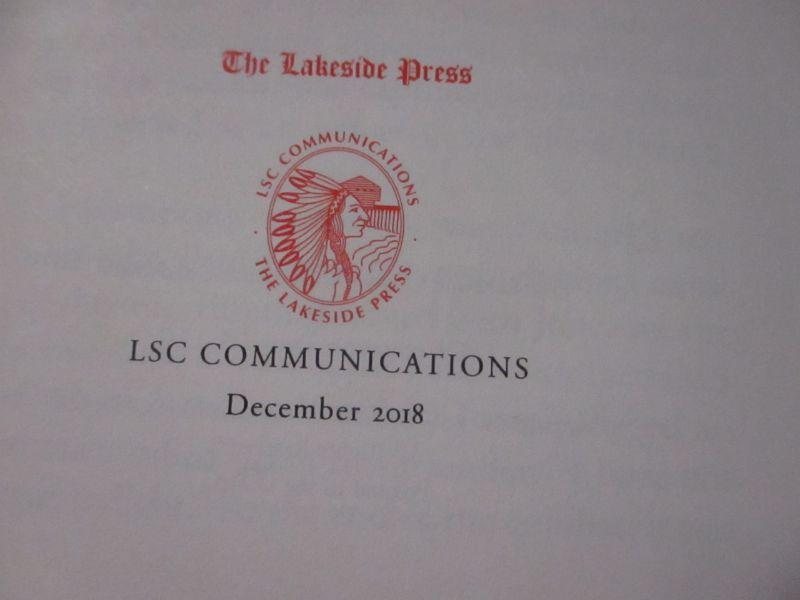 The Lakeside Press
LSC COMMUNICATIONS
THE LAKESIDE PRESS
LSC COMMUNICATIONS
December 2018